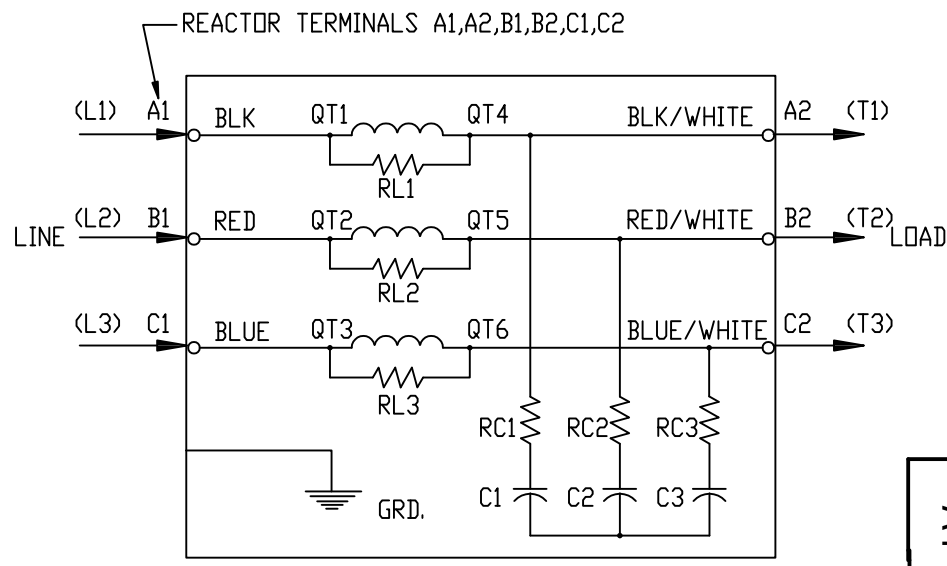 REACTOR TERMINALS A1,A2,B1,B2,C1,C2
(L1) A1 BLK QT1 QT4 BLK/WHITE A2 (T1)
RL1
LINE (L2) B1 RED QT2 QT5 RED/WHITE B2 (T2) LOAD
RL2
(L3) C1 BLUE QT3 QT6 BLUE/WHITE C2 (T3)
RL3
RC1 RC2 RC3
C1 C2 C3
GRD.